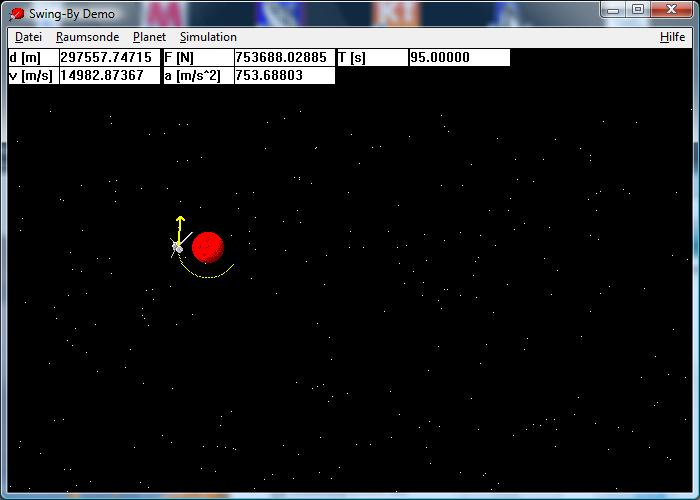 Swing-By Demo
Datei Raumsonde Planet Simulation Hilfe
d [m] 297557.74715 F [N] 753688.02885 T [s] 95.00000
v [m/s] 14982.87367 a [m/s^2] 753.68803